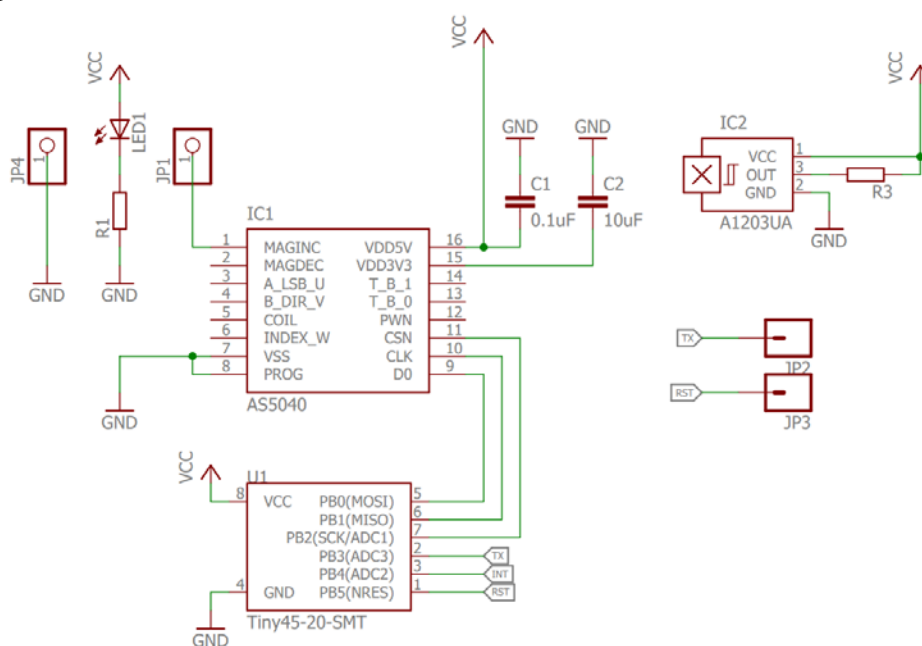 VCC
JP4
1
LED1
R1
GND
GND
JP1
1
VCC
GND
C1
0.1uF
GND
C2
10uF
IC1
1 MAGINC VDD5V 16
2 MAGDEC VDD3V3 15
3 A_LSB_U T_B_1 14
4 B_DIR_V T_B_0 13
5 COIL PWN 12
6 INDEX_W CSN 11
7 VSS CLK 10
8 PROG D0 9
AS5040
GND
VCC
IC2
VCC 1
OUT 3
GND 2
A1203UA
R3
GND
TX
JP2
RST
JP3
VCC
U1
8 VCC PB0(MOSI) 5
PB1(MISO) 6
PB2(SCK/ADC1) 7
PB3(ADC3) 2 TX
PB4(ADC2) 3 INT
4 GND PB5(NRES) 1 RST
Tiny45-20-SMT
GND